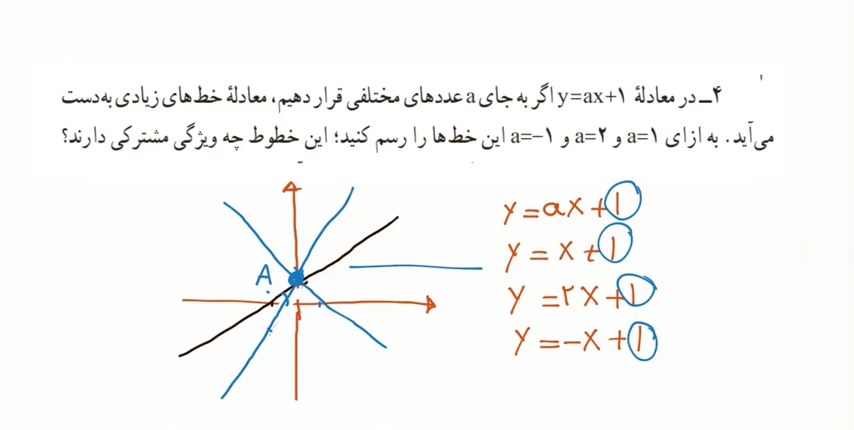 ۴ــ در معادلهٔ y=ax+۱ اگر به جای a عددهای مختلفی قرار دهیم، معادلهٔ خط‌های زیادی به‌دست
می‌آید. به ازای a=۱ و a=۲ و a=−۱ این خط‌ها را رسم کنید؛ این خطوط چه ویژگی مشترکی دارند؟
y=ax+1
y=x+1
A
y=۲x+1
y=-x+1